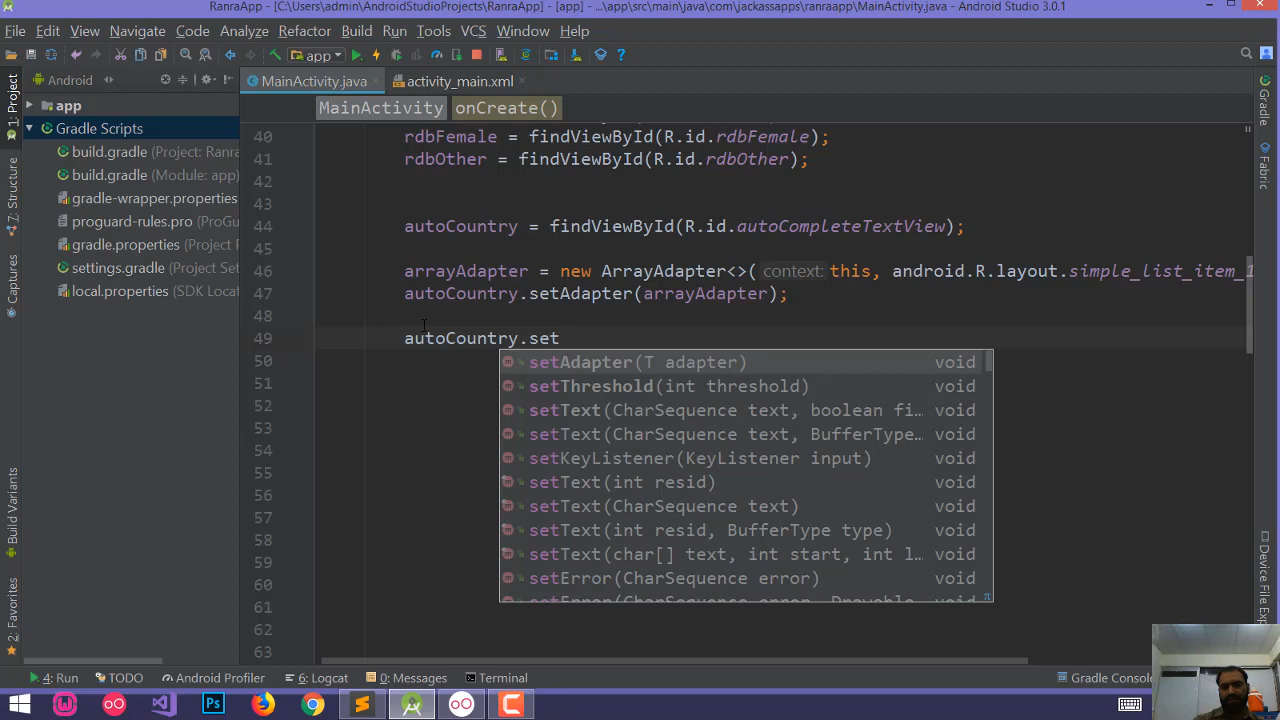 RanraApp - [C:\Users\admin\AndroidStudioProjects\RanraApp] - [app] - ...\app\src\main\java\com\jackassapps\ranraapp\MainActivity.java - Android Studio 3.0.1
File Edit View Navigate Code Analyze Refactor Build Run Tools VCS Window Help
app
Android
MainActivity.java
activity_main.xml
1: Project
7: Structure
Captures
Build Variants
2: Favorites
app
Gradle Scripts
build.gradle (Project: Ranra
build.gradle (Module: app)
gradle-wrapper.properties
proguard-rules.pro (ProGu
gradle.properties (Project P
settings.gradle (Project Set
local.properties (SDK Locat
MainActivity onCreate()
40 rdbFemale = findViewById(R.id.rdbFemale);
41 rdbOther = findViewById(R.id.rdbOther);
42
43
44 autoCountry = findViewById(R.id.autoCompleteTextView);
45
46 arrayAdapter = new ArrayAdapter<>( context: this, android.R.layout.simple_list_item_1
47 autoCountry.setAdapter(arrayAdapter);
48
49 autoCountry.set
50
51
52
53
54
55
56
57
58
59
60
61
62
63
setAdapter(T adapter) void
setThreshold(int threshold) void
setText(CharSequence text, boolean fi… void
setText(CharSequence text, BufferType… void
setKeyListener(KeyListener input) void
setText(int resid) void
setText(CharSequence text) void
setText(int resid, BufferType type) void
setText(char[] text, int start, int l… void
setError(CharSequence error) void
setError(CharSequence error, Drawable void
Gradle
Fabric
Device File Exp
4: Run TODO Android Profiler 6: Logcat 0: Messages Terminal Gradle Conso
Ps